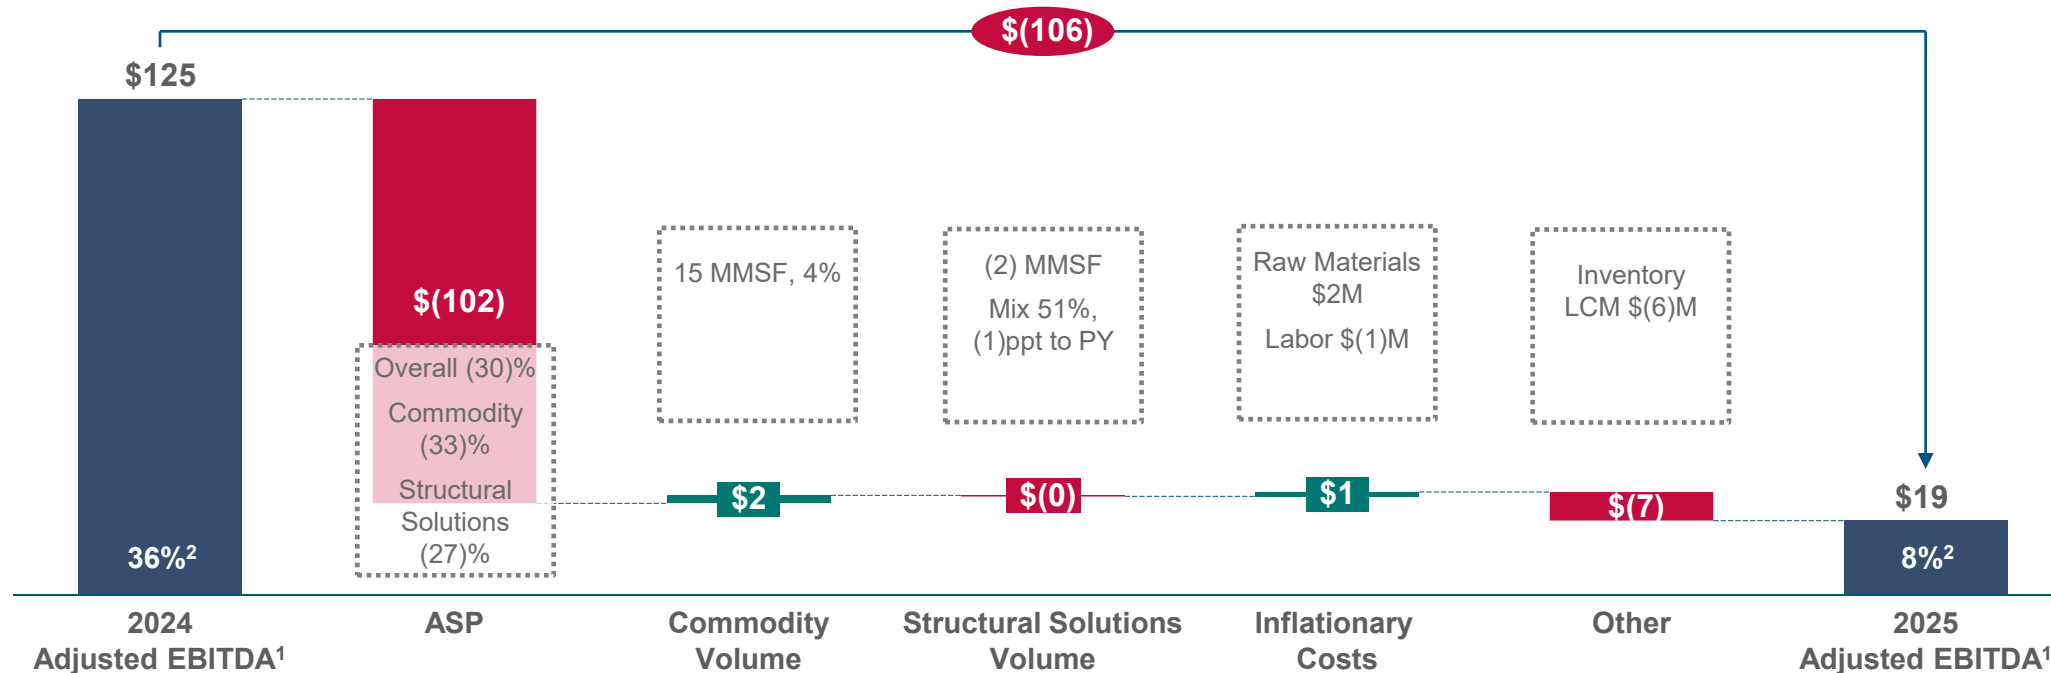 $(106)
$125
36%²
2024
Adjusted EBITDA¹
$(102)
Overall (30)%
Commodity
(33)%
Structural
Solutions
(27)%
ASP
15 MMSF, 4%
$2
Commodity
Volume
(2) MMSF
Mix 51%,
(1)ppt to PY
$(0)
Structural Solutions
Volume
Raw Materials
$2M
Labor $(1)M
$1
Inflationary
Costs
Inventory
LCM $(6)M
$(7)
Other
$19
8%²
2025
Adjusted EBITDA¹